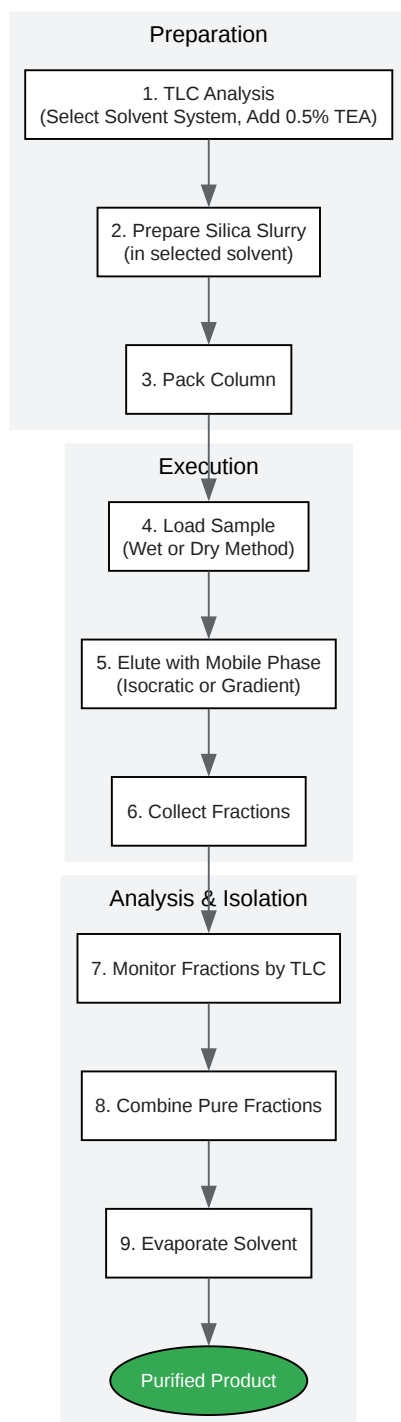 Preparation
1. TLC Analysis
(Select Solvent System, Add 0.5% TEA)
2. Prepare Silica Slurry
(in selected solvent)
3. Pack Column
Execution
4. Load Sample
(Wet or Dry Method)
5. Elute with Mobile Phase
(Isocratic or Gradient)
6. Collect Fractions
Analysis & Isolation
7. Monitor Fractions by TLC
8. Combine Pure Fractions
9. Evaporate Solvent
Purified Product